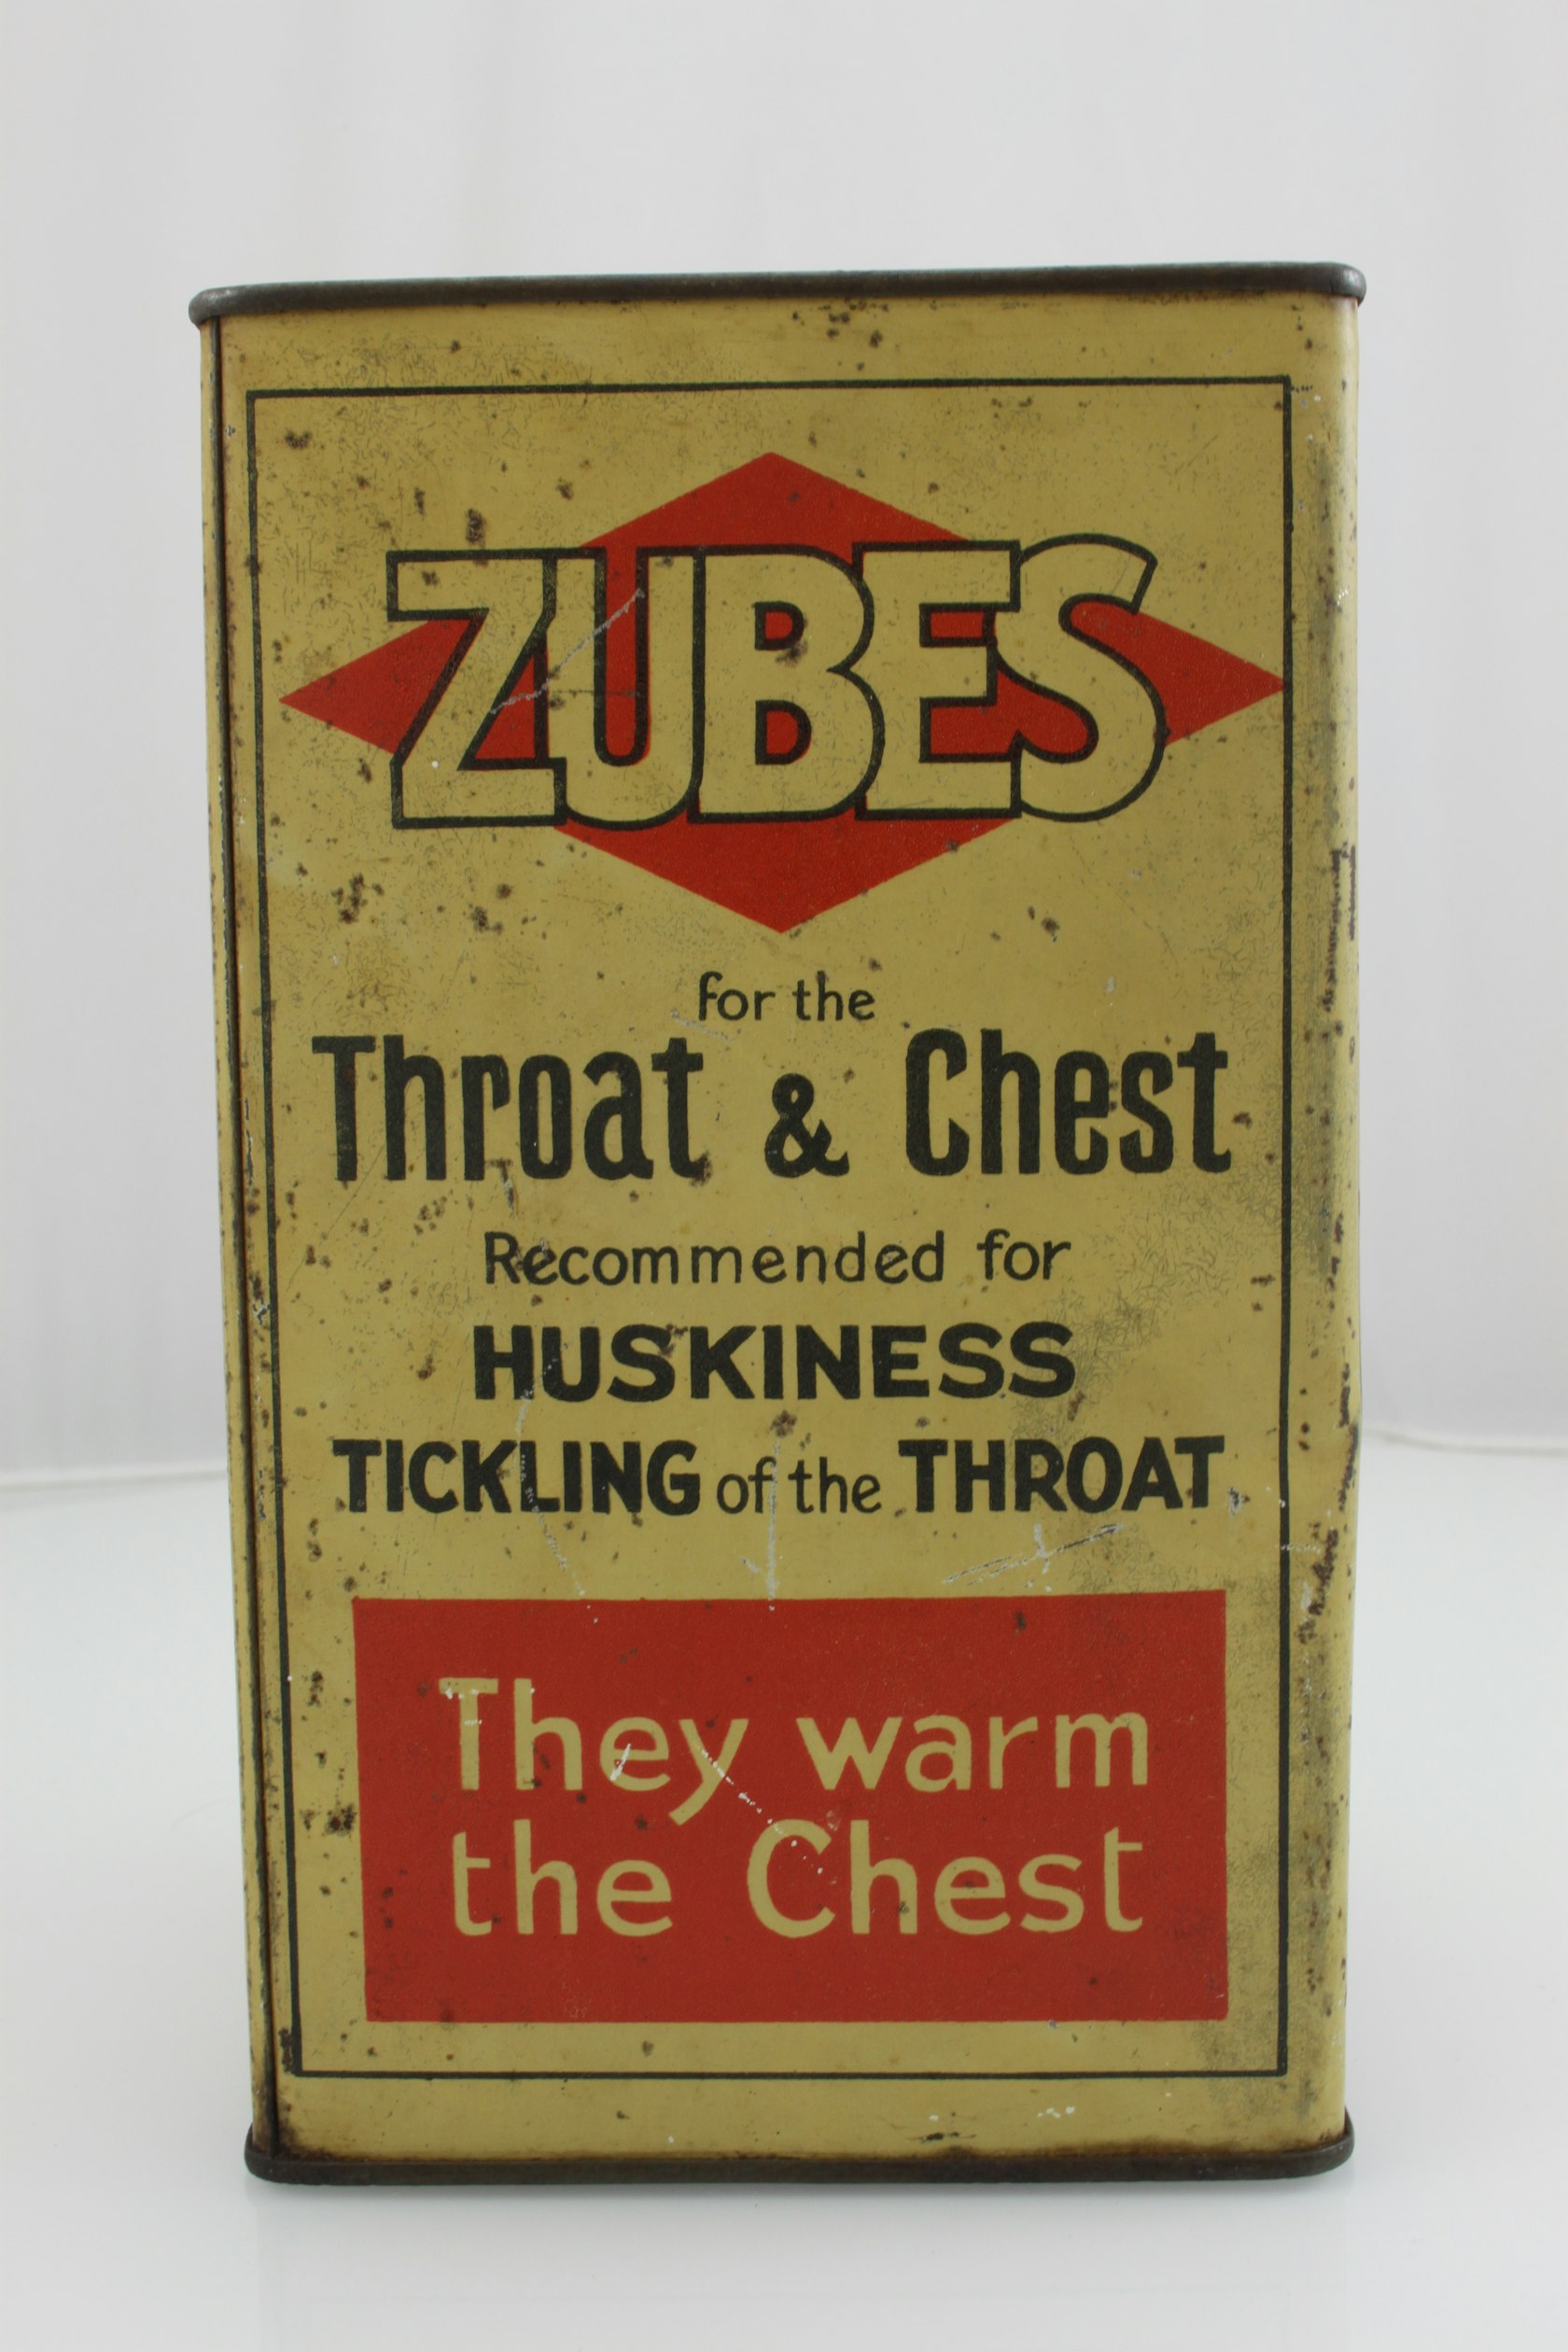 ZUBES
for the
Throat & Chest
Recommended for
HUSKINESS
TICKLING of the THROAT
They warm
the Chest